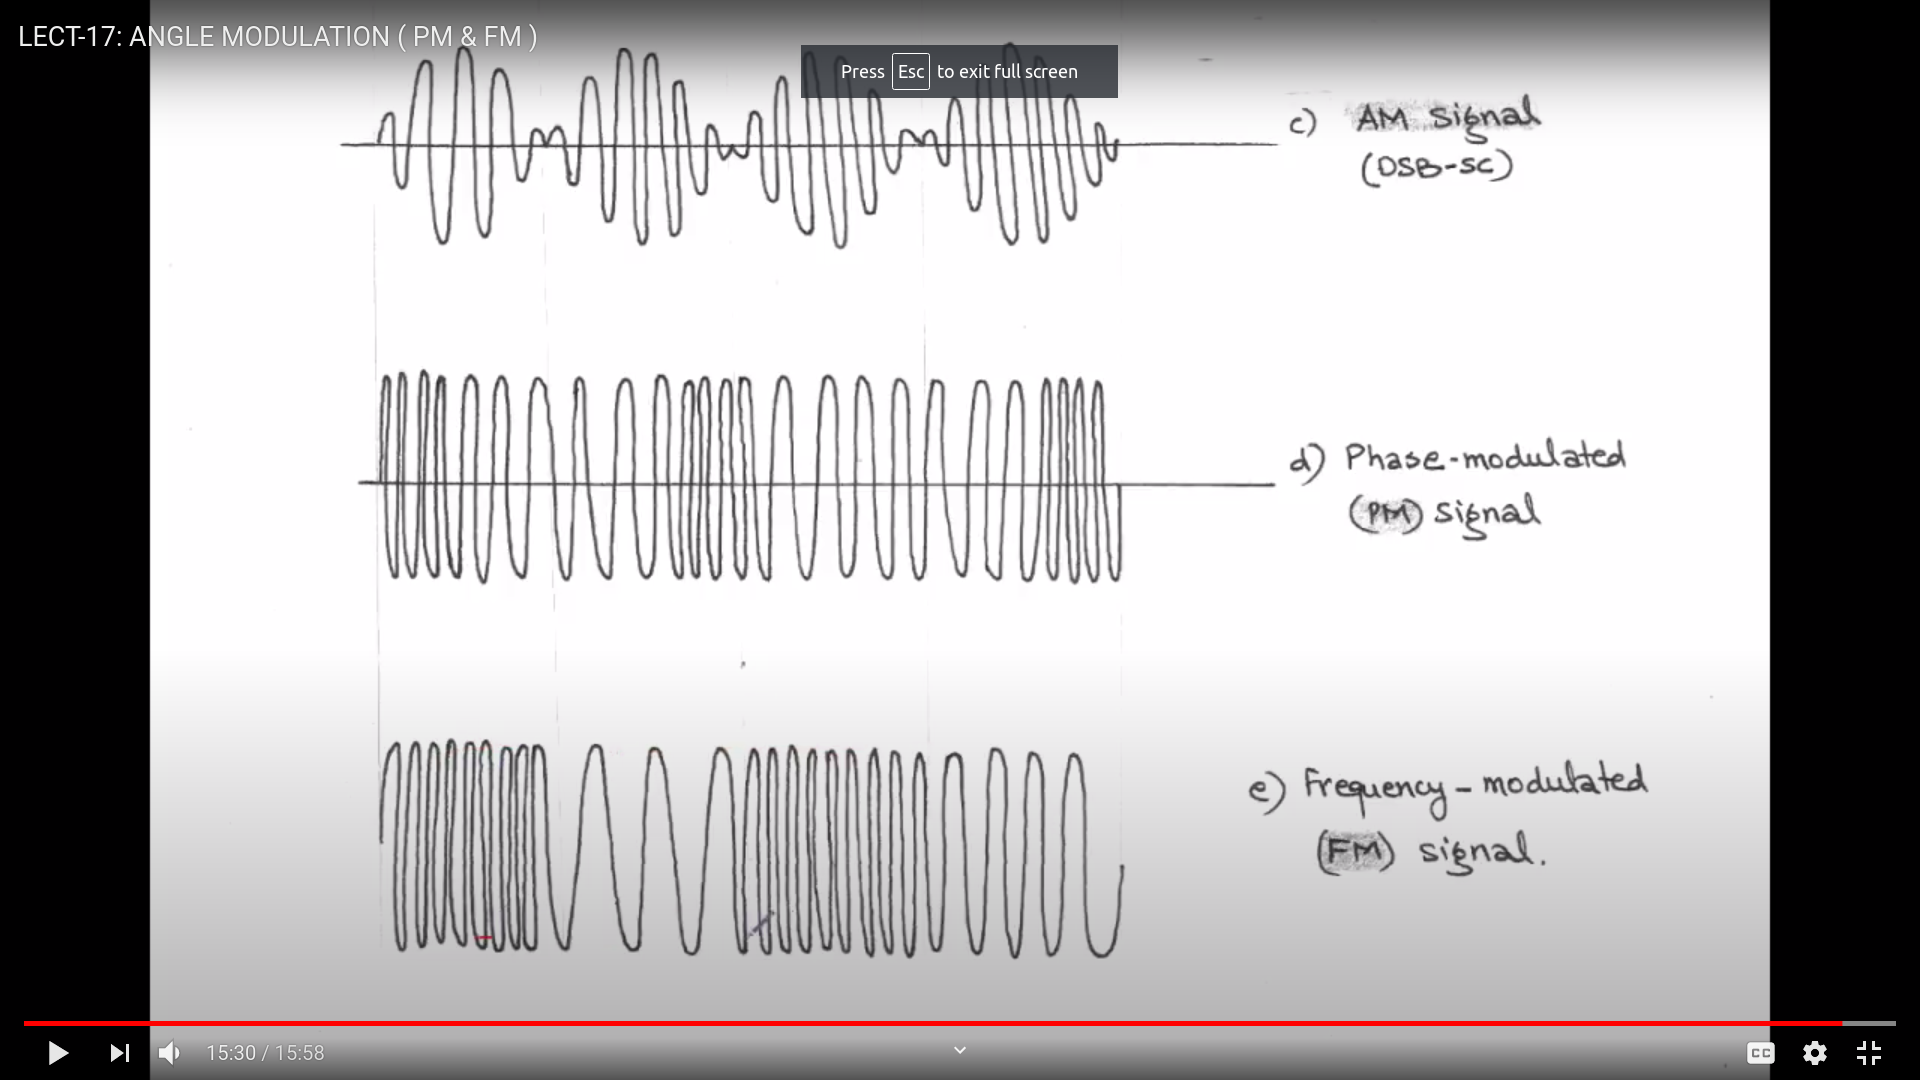 LECT-17: ANGLE MODULATION ( PM & FM )
Press Esc to exit full screen
c) AM Signal
(DSB-SC)
d) Phase-modulated
(PM) signal
e) Frequency-modulated
(FM) signal.
15:30 / 15:58
CC